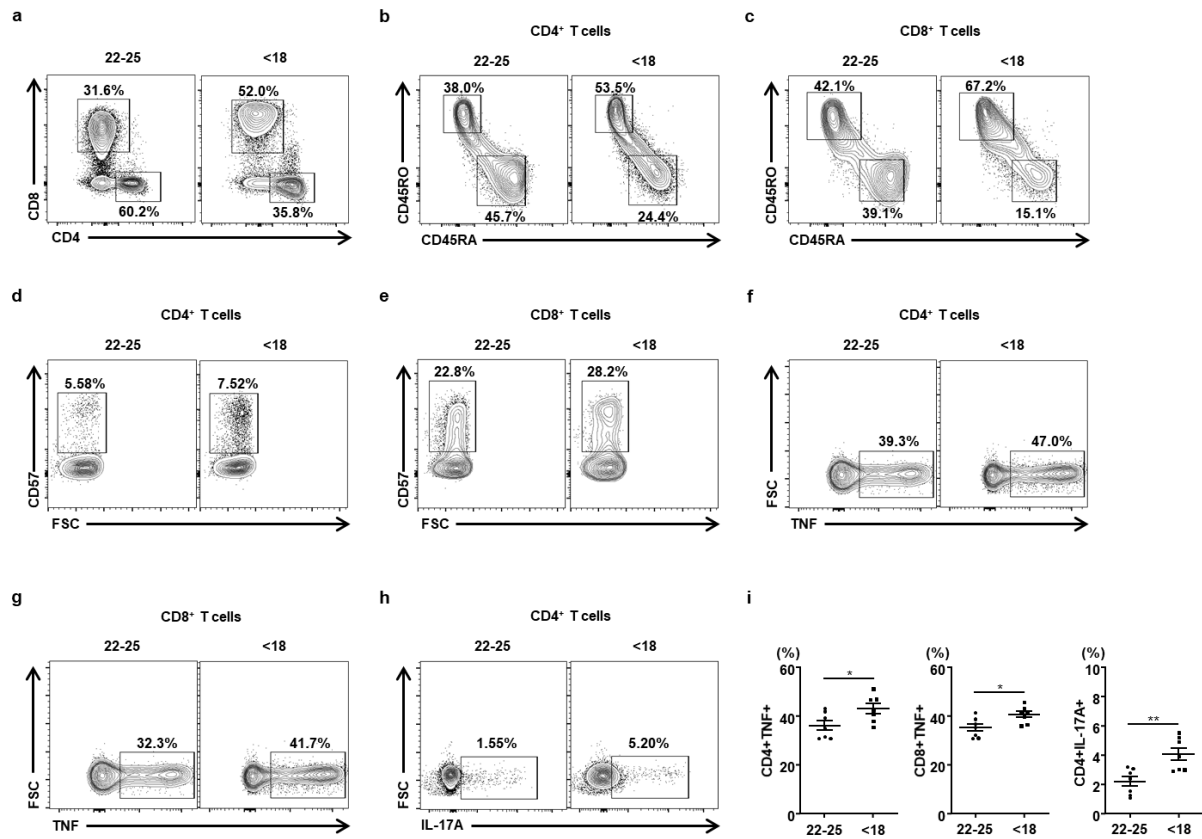 a
22-25
<18
31.6%
52.0%
60.2%
35.8%
CD8
CD4
b
CD4+ T cells
22-25
<18
38.0%
53.5%
45.7%
24.4%
CD45RO
CD45RA
c
CD8+ T cells
22-25
<18
42.1%
67.2%
39.1%
15.1%
CD45RO
CD45RA
d
CD4+ T cells
22-25
<18
5.58%
7.52%
CD57
FSC
e
CD8+ T cells
22-25
<18
22.8%
28.2%
CD57
FSC
f
CD4+ T cells
22-25
<18
39.3%
47.0%
FSC
TNF
g
CD8+ T cells
22-25
<18
32.3%
41.7%
FSC
TNF
h
CD4+ T cells
22-25
<18
1.55%
5.20%
FSC
IL-17A
i
(%)
60
40
20
0
CD4+TNF+
*
22-25
<18
(%)
60
40
20
0
CD8+TNF+
*
22-25
<18
(%)
10
8
6
4
2
0
CD4+IL-17A+
**
22-25
<18